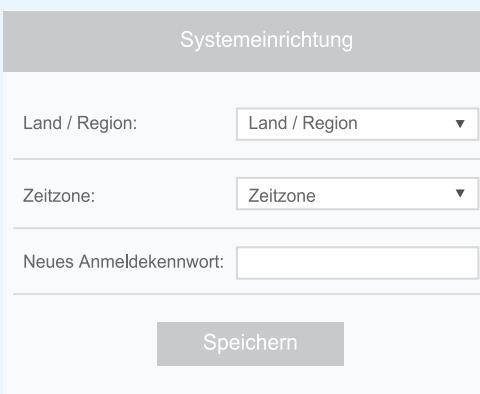 Systemeinrichtung
Land / Region: Land / Region
Zeitzone: Zeitzone
Neues Anmeldekennwort:
Speichern